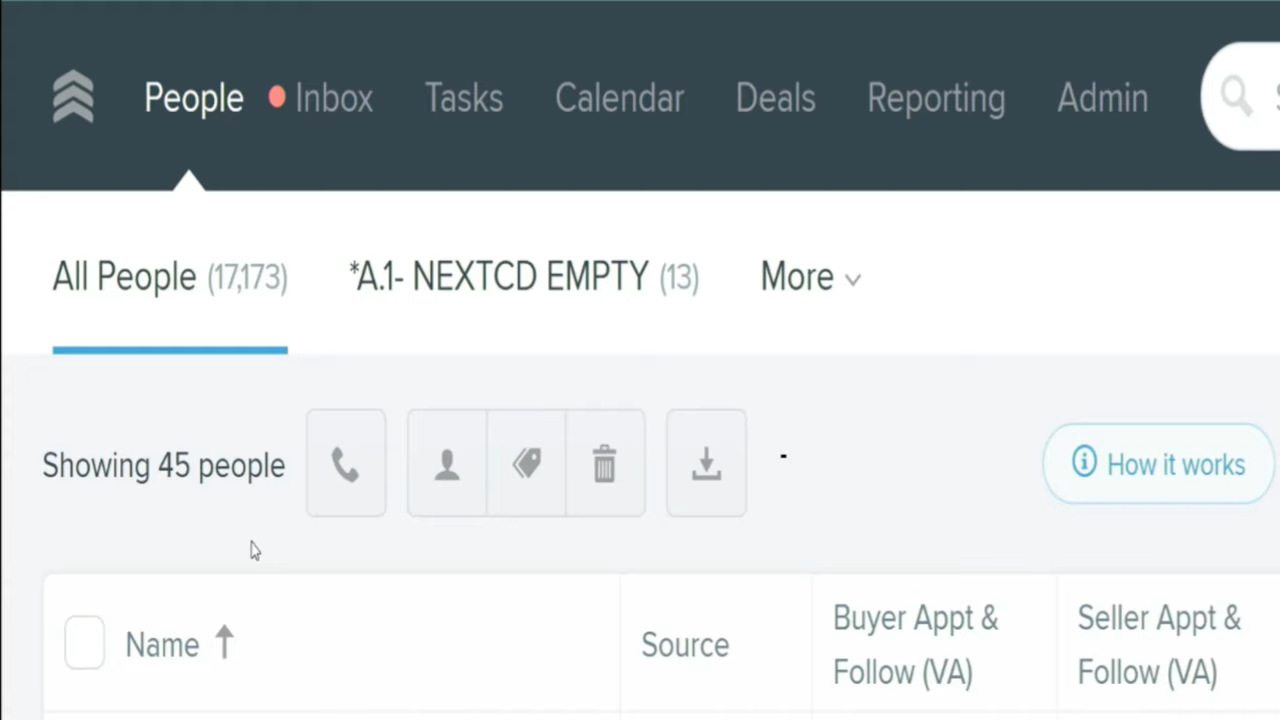 People Inbox Tasks Calendar Deals Reporting Admin
All People (17,173) *A.1- NEXTCD EMPTY (13) More
Showing 45 people - How it works
Name Source Buyer Appt & Follow (VA) Seller Appt & Follow (VA)